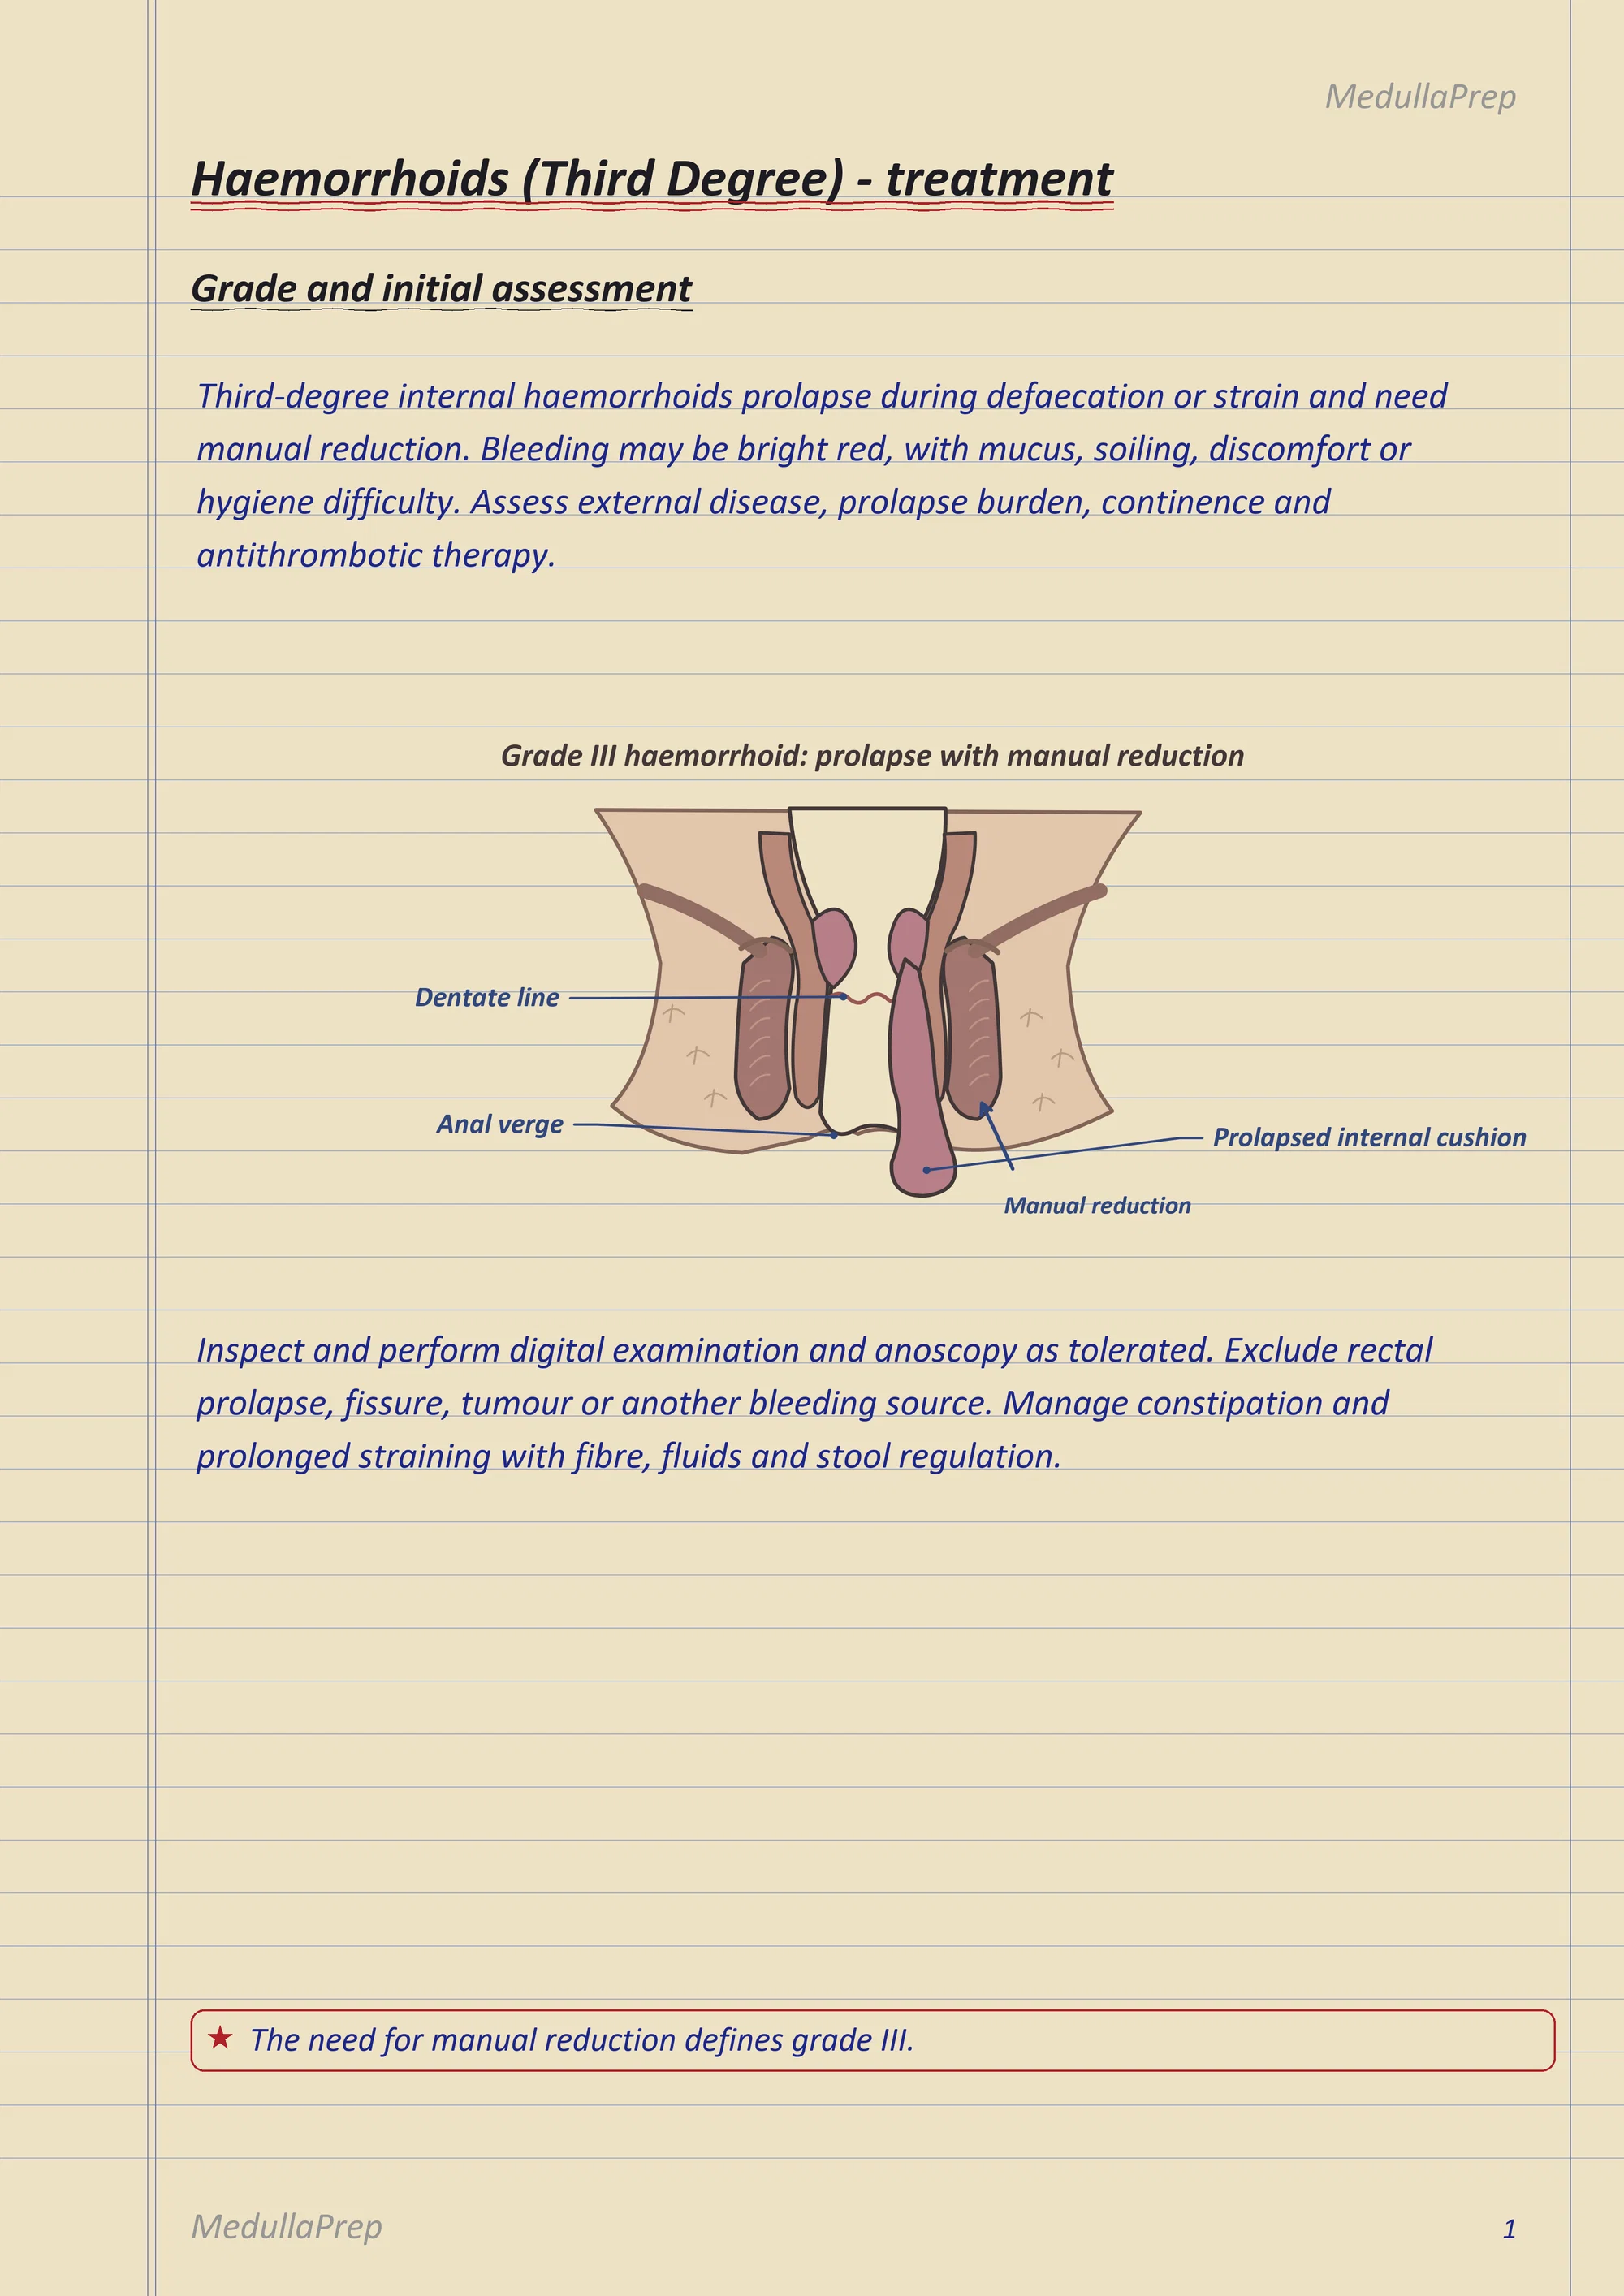 MedullaPrep
Haemorrhoids (Third Degree) - treatment
Grade and initial assessment
Third-degree internal haemorrhoids prolapse during defaecation or strain and need
manual reduction. Bleeding may be bright red, with mucus, soiling, discomfort or
hygiene difficulty. Assess external disease, prolapse burden, continence and
antithrombotic therapy.
Grade III haemorrhoid: prolapse with manual reduction
Dentate line
Anal verge
Prolapsed internal cushion
Manual reduction
Inspect and perform digital examination and anoscopy as tolerated. Exclude rectal
prolapse, fissure, tumour or another bleeding source. Manage constipation and
prolonged straining with fibre, fluids and stool regulation.
★ The need for manual reduction defines grade III.
MedullaPrep
1